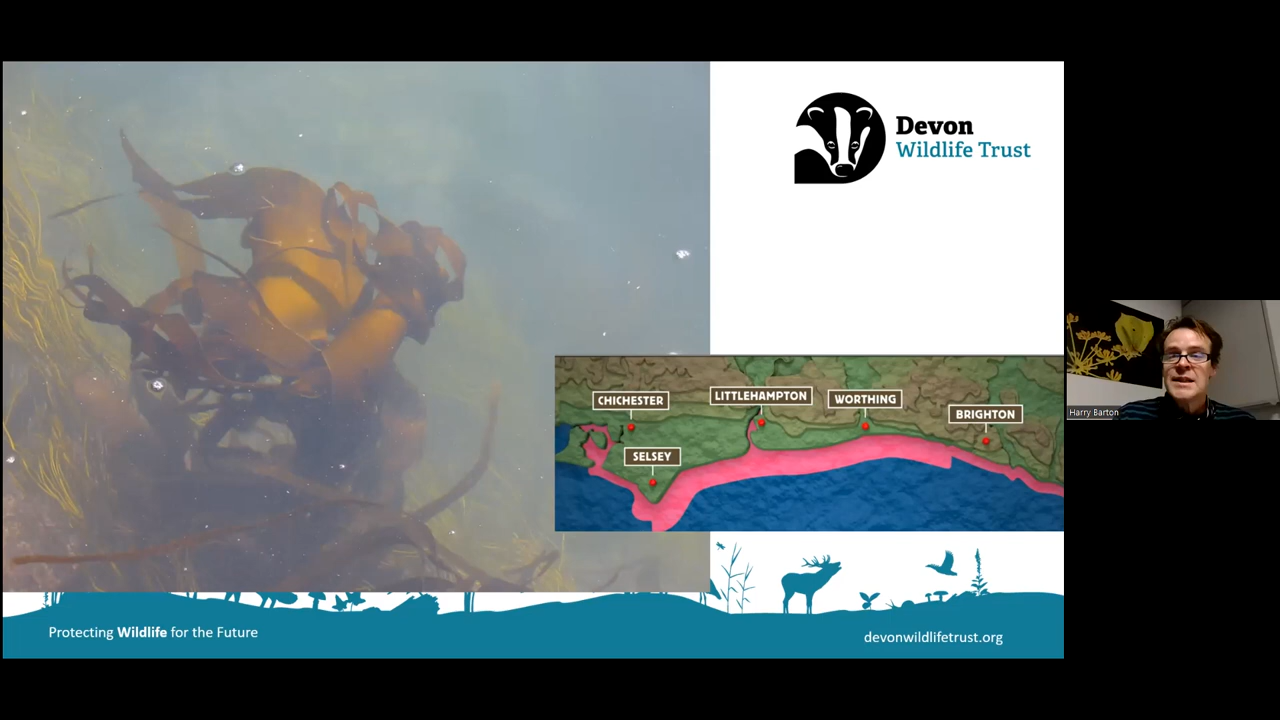 Devon
Wildlife Trust
CHICHESTER
LITTLEHAMPTON
WORTHING
BRIGHTON
SELSEY
Harry Barton
Protecting Wildlife for the Future
devonwildlifetrust.org